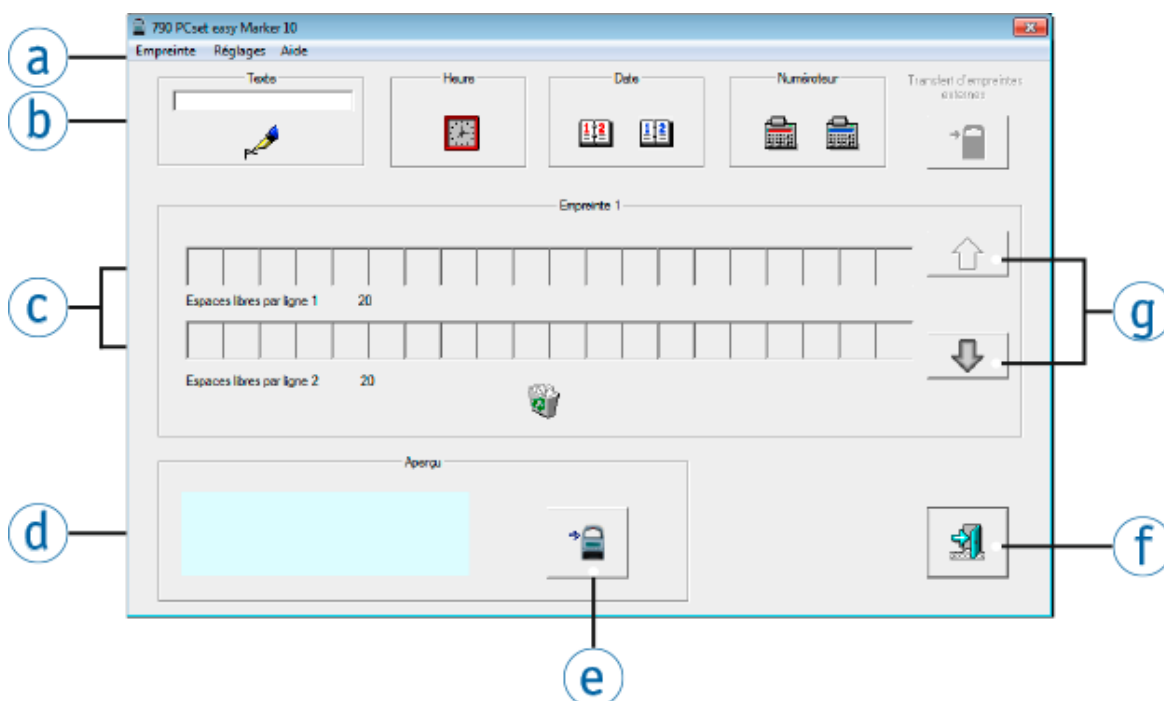 790 PCset easy Marker 10
Empreinte Réglages Aide
a
Texte
Heure
Date
Numéroteur
Transfert d'empreintes
externes
b
Empreinte 1
c
Espaces libres par ligne 1 20
g
Espaces libres par ligne 2 20
Aperçu
d
f
e